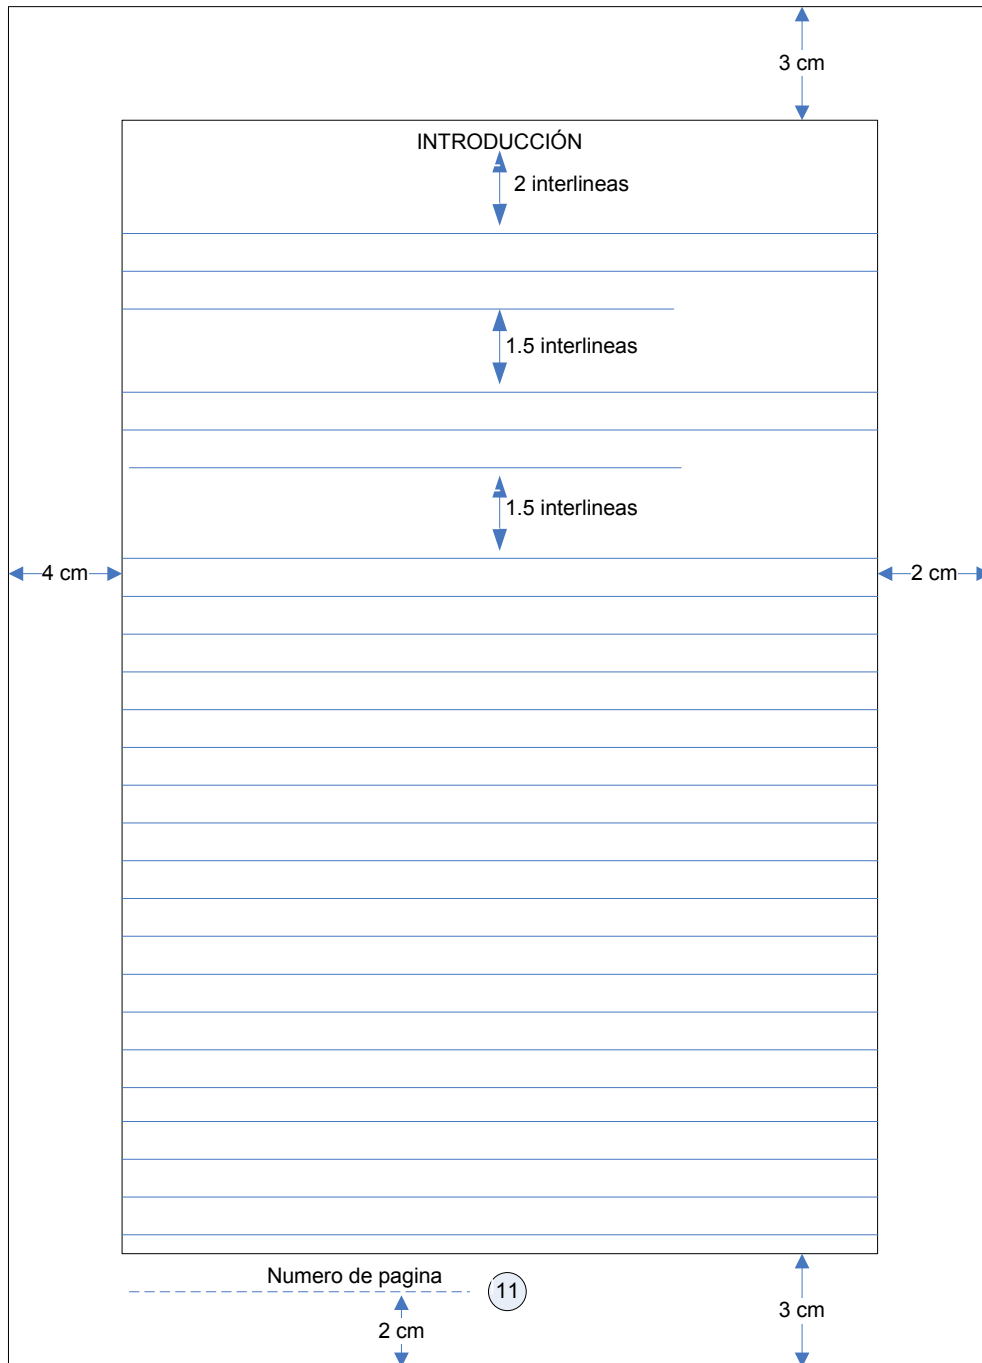 3 cm
INTRODUCCIÓN
2 interlineas
1.5 interlineas
1.5 interlineas
4 cm
2 cm
Numero de pagina
11
3 cm
2 cm